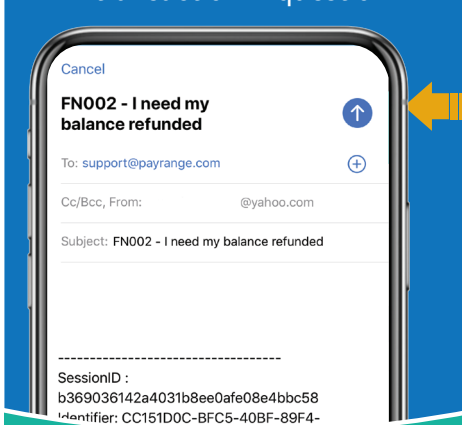 Cancel
FN002 - I need my
balance refunded
To: support@payrange.com
Cc/Bcc, From: @yahoo.com
Subject: FN002 - I need my balance refunded
----------------------------------
SessionID :
b369036142a4031b8ee0afe08e4bbc58
Identifier: CC151D0C-BFC5-40BF-89F4-